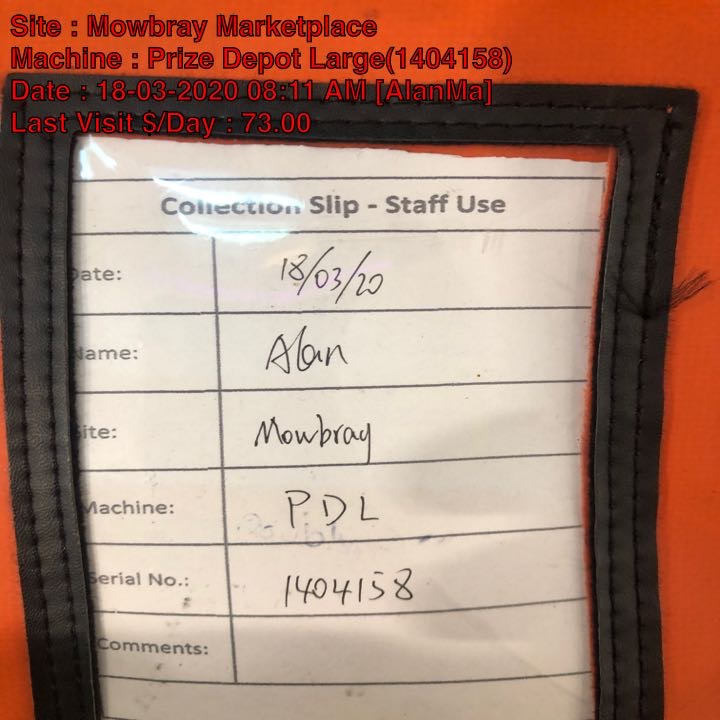 Site : Mowbray Marketplace
Machine : Prize Depot Large(1404158)
Date : 18-03-2020 08:11 AM [AlanMa]
Last Visit $/Day : 73.00
Collection Slip - Staff Use
Date: 18/03/20
Name: Alan
Site: Mowbray
Machine: PDL
Serial No.: 1404158
Comments: